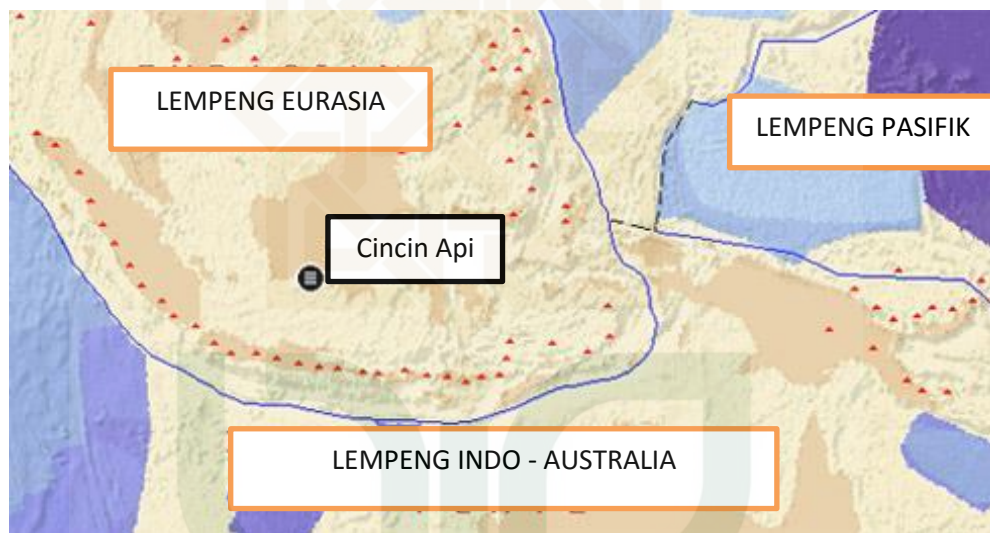 LEMPENG EURASIA
LEMPENG PASIFIK
Cincin Api
LEMPENG INDO - AUSTRALIA